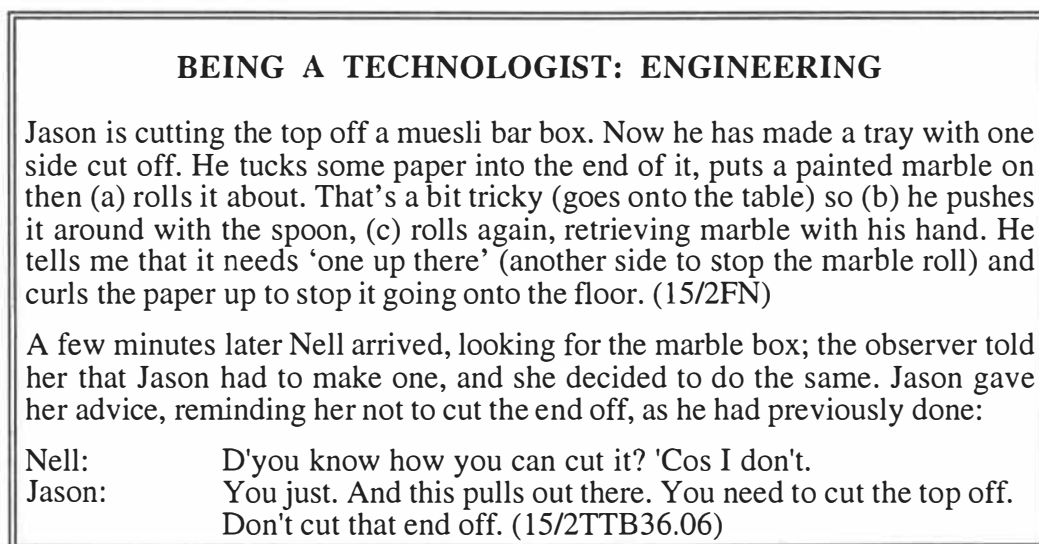 BEING A TECHNOLOGIST: ENGINEERING
Jason is cutting the top off a muesli bar box. Now he has made a tray with one
side cut off. He tucks some paper into the end of it, puts a painted marble on
then (a) rolls it about. That's a bit tricky (goes onto the table) so (b) he pushes
it around with the spoon, (c) rolls again, retrieving marble with his hand. He
tells me that it needs 'one up there' (another side to stop the marble roll) and
curls the paper up to stop it going onto the floor. (15/2FN)
A few minutes later Nell arrived, looking for the marble box; the observer told
her that Jason had to make one, and she decided to do the same. Jason gave
her advice, reminding her not to cut the end off, as he had previously done:
Nell: D'you know how you can cut it? 'Cos I don't.
Jason: You just. And this pulls out there. You need to cut the top off.
Don't cut that end off. (15/2TTB36.06)